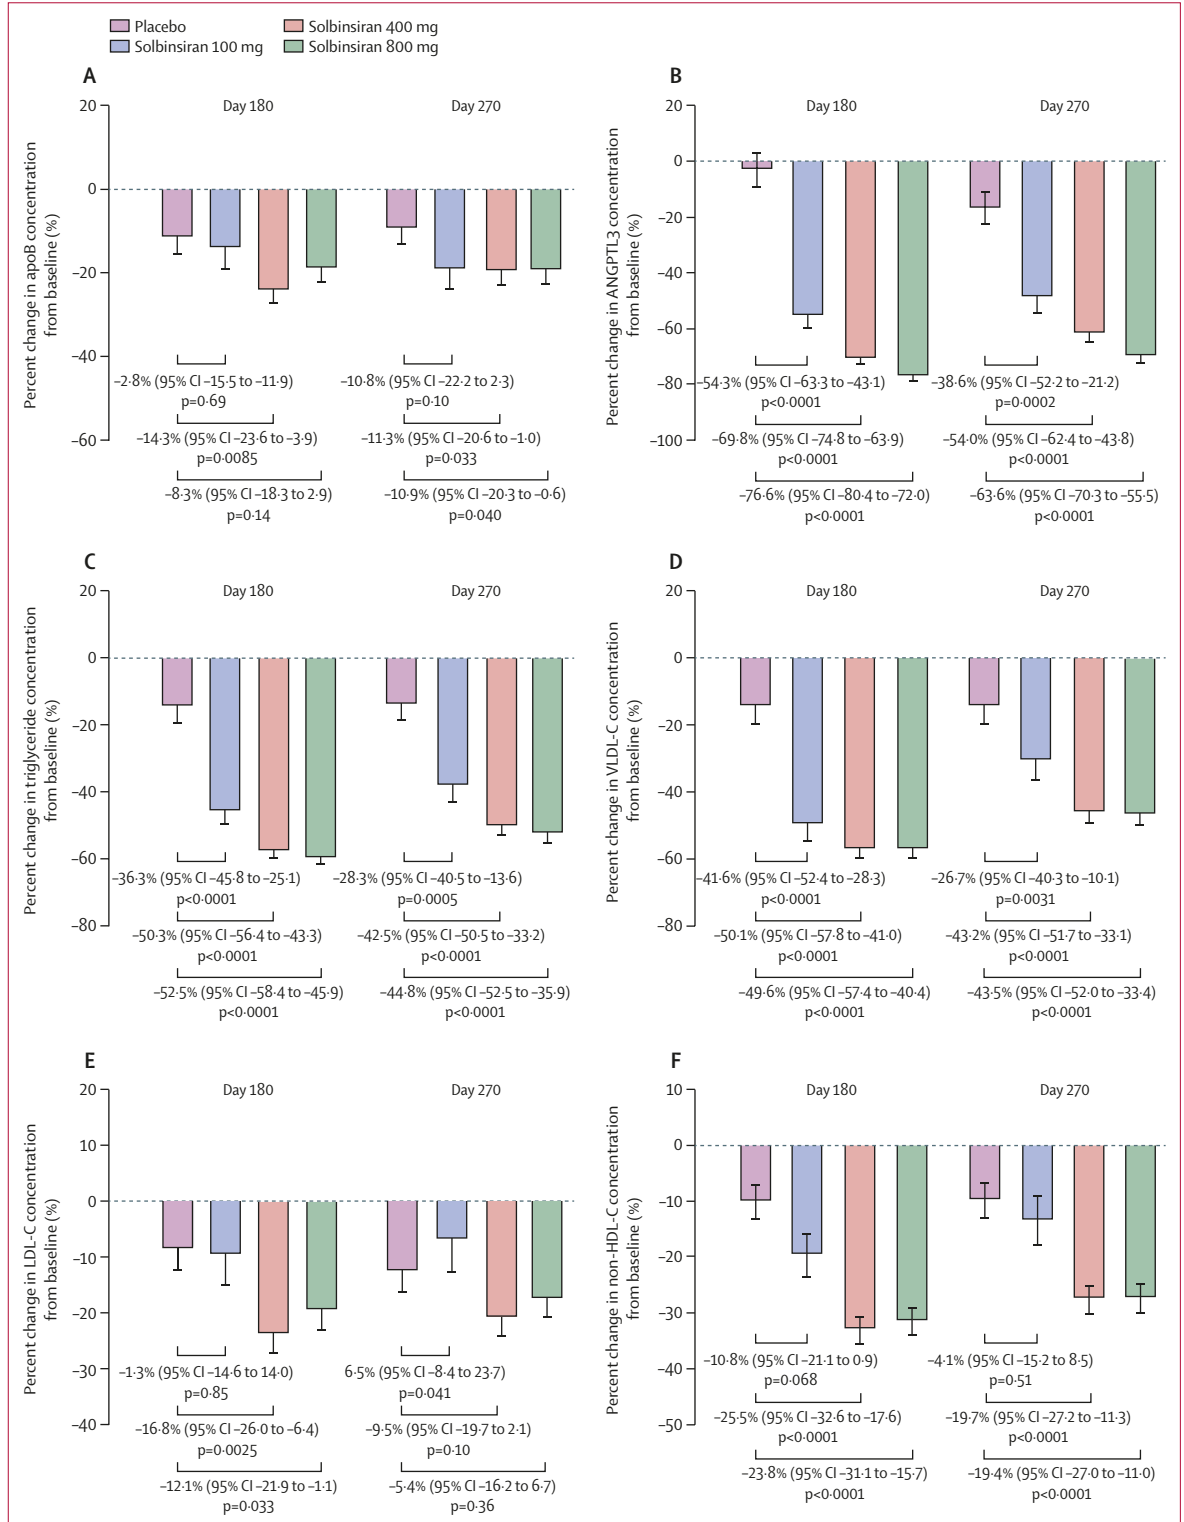 Placebo
Solbinsiran 400 mg
Solbinsiran 100 mg
Solbinsiran 800 mg
A
Percent change in apoB concentration
from baseline (%)
20
0
−20
−40
−60
Day 180
Day 270
−2·8% (95% CI −15·5 to −11·9)
p=0·69
−14·3% (95% CI −23·6 to −3·9)
p=0·0085
−8·3% (95% CI −18·3 to 2·9)
p=0·14
−10·8% (95% CI −22·2 to 2·3)
p=0·10
−11·3% (95% CI −20·6 to −1·0)
p=0·033
−10·9% (95% CI −20·3 to −0·6)
p=0·040
B
Percent change in ANGPTL3 concentration
from baseline (%)
20
0
−20
−40
−60
−80
−100
Day 180
Day 270
−54·3% (95% CI −63·3 to −43·1)
p<0·0001
−69·8% (95% CI −74·8 to −63·9)
p<0·0001
−76·6% (95% CI −80·4 to −72·0)
p<0·0001
−38·6% (95% CI −52·2 to −21·2)
p=0·0002
−54·0% (95% CI −62·4 to −43·8)
p<0·0001
−63·6% (95% CI −70·3 to −55·5)
p<0·0001
C
Percent change in triglyceride concentration
from baseline (%)
20
0
−20
−40
−60
−80
Day 180
Day 270
−36·3% (95% CI −45·8 to −25·1)
p<0·0001
−50·3% (95% CI −56·4 to −43·3)
p<0·0001
−52·5% (95% CI −58·4 to −45·9)
p<0·0001
−28·3% (95% CI −40·5 to −13·6)
p=0·0005
−42·5% (95% CI −50·5 to −33·2)
p<0·0001
−44·8% (95% CI −52·5 to −35·9)
p<0·0001
D
Percent change in VLDL-C concentration
from baseline (%)
20
0
−20
−40
−60
−80
Day 180
Day 270
−41·6% (95% CI −52·4 to −28·3)
p<0·0001
−50·1% (95% CI −57·8 to −41·0)
p<0·0001
−49·6% (95% CI −57·4 to −40·4)
p<0·0001
−26·7% (95% CI −40·3 to −10·1)
p=0·0031
−43·2% (95% CI −51·7 to −33·1)
p<0·0001
−43·5% (95% CI −52·0 to −33·4)
p<0·0001
E
Percent change in LDL-C concentration
from baseline (%)
20
10
0
−10
−20
−30
−40
Day 180
Day 270
−1·3% (95% CI −14·6 to 14·0)
p=0·85
−16·8% (95% CI −26·0 to −6·4)
p=0·0025
−12·1% (95% CI −21·9 to −1·1)
p=0·033
6·5% (95% CI −8·4 to 23·7)
p=0·041
−9·5% (95% CI −19·7 to 2·1)
p=0·10
−5·4% (95% CI −16·2 to 6·7)
p=0·36
F
Percent change in non-HDL-C concentration
from baseline (%)
10
0
−10
−20
−30
−40
−50
Day 180
Day 270
−10·8% (95% CI −21·1 to 0·9)
p=0·068
−25·5% (95% CI −32·6 to −17·6)
p<0·0001
−23·8% (95% CI −31·1 to −15·7)
p<0·0001
−4·1% (95% CI −15·2 to 8·5)
p=0·51
−19·7% (95% CI −27·2 to −11·3)
p<0·0001
−19·4% (95% CI −27·0 to −11·0)
p<0·0001